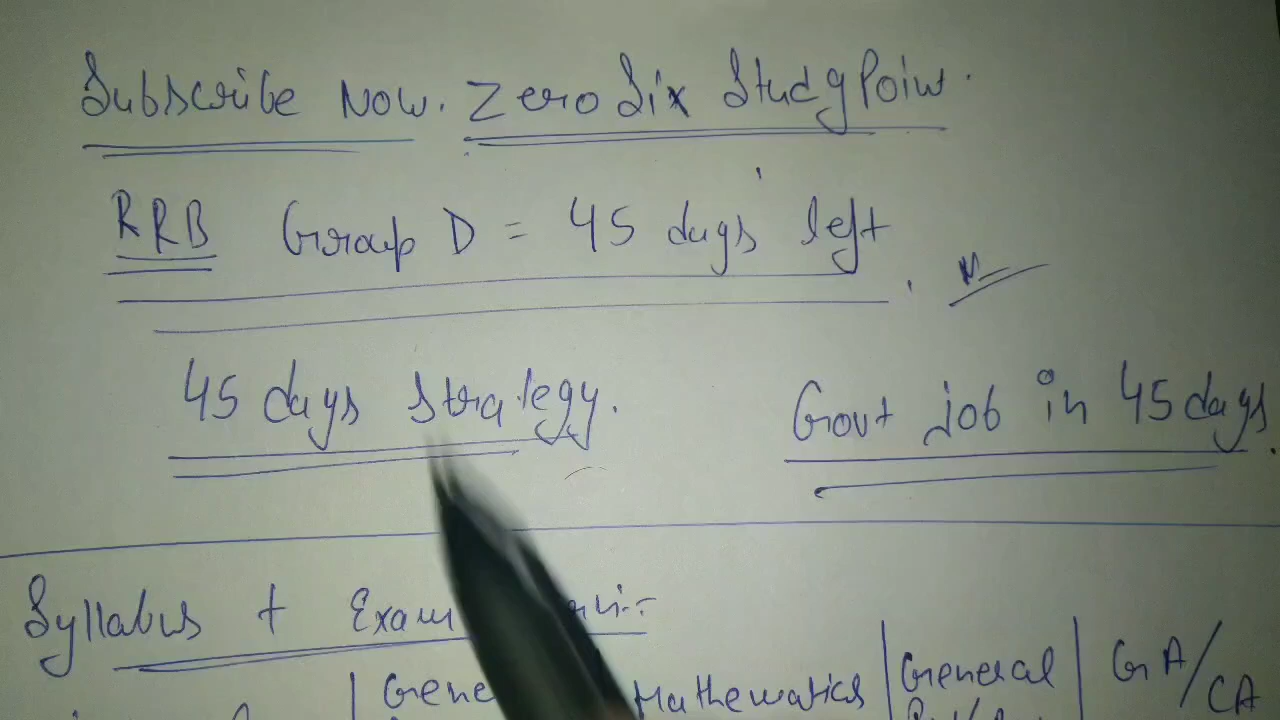 Subscribe Now. Zero Six Study Point.
RRB Group D = 45 days left.
45 days strategy.
Govt job in 45 days.
Syllabus + Exam
Mathematics | General | GA/CA